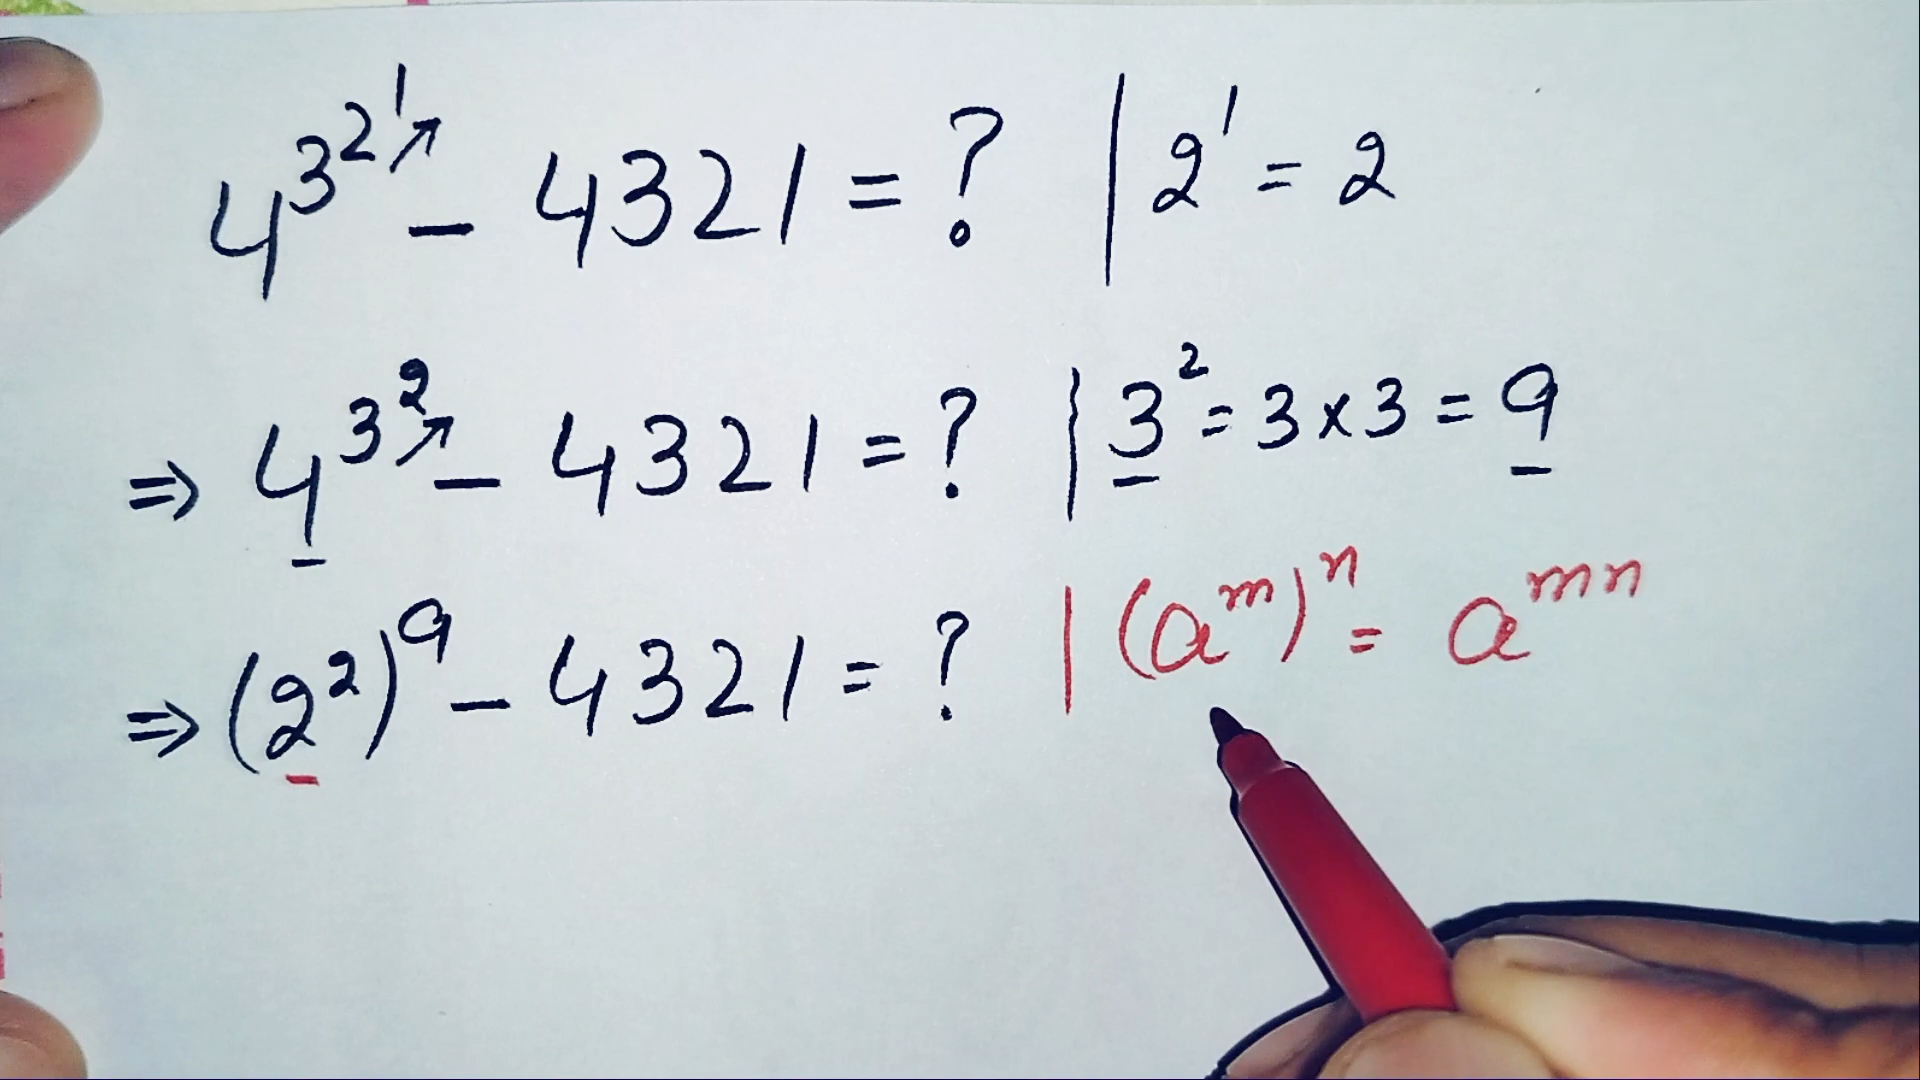 4^{3^{2^1}} - 4321 = ? | 2^1 = 2
⇒ 4^{3^2} - 4321 = ? | 3^2 = 3 × 3 = 9
⇒ (2^2)^9 - 4321 = ? | (a^m)^n = a^{mn}